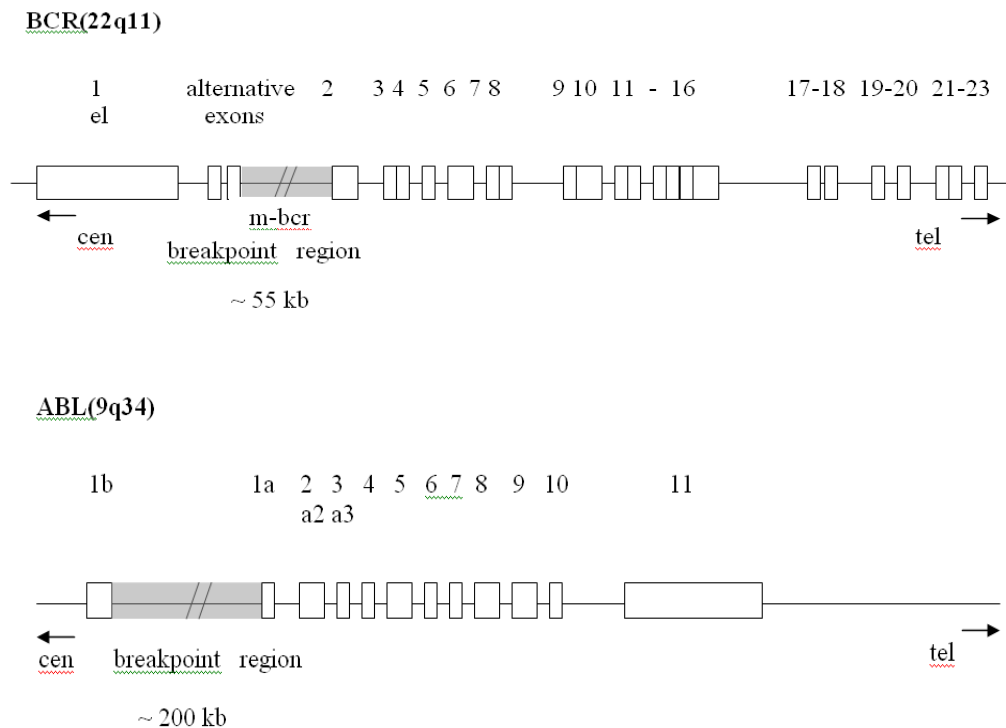 BCR(22q11)
1 alternative 2 3 4 5 6 7 8 9 10 11 - 16 17-18 19-20 21-23
el exons
m-bcr
cen tel
breakpoint region
~ 55 kb
ABL(9q34)
1b 1a 2 3 4 5 6 7 8 9 10 11
a2 a3
cen breakpoint region tel
~ 200 kb